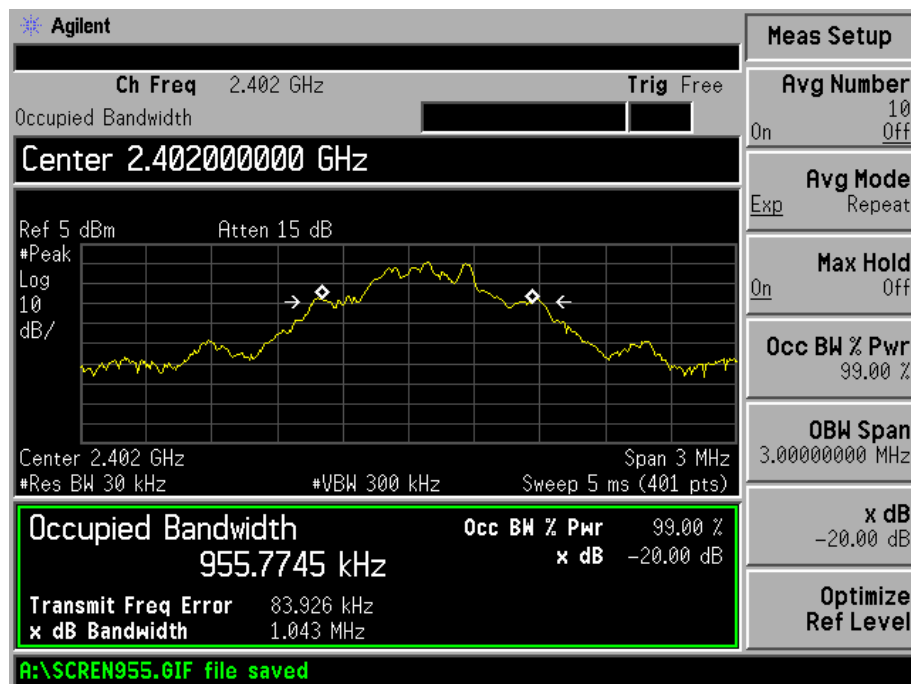 Agilent
Ch Freq 2.402 GHz Trig Free
Occupied Bandwidth
Center 2.402000000 GHz
Ref 5 dBm Atten 15 dB
#Peak
Log
10
dB/
Center 2.402 GHz Span 3 MHz
#Res BW 30 kHz #VBW 300 kHz Sweep 5 ms (401 pts)
Occupied Bandwidth Occ BW % Pwr 99.00 %
955.7745 kHz x dB -20.00 dB
Transmit Freq Error 83.926 kHz
x dB Bandwidth 1.043 MHz
A:\SCREN955.GIF file saved
Meas Setup
Avg Number
10
On Off
Avg Mode
Exp Repeat
Max Hold
On Off
Occ BW % Pwr
99.00 %
OBW Span
3.00000000 MHz
x dB
-20.00 dB
Optimize
Ref Level